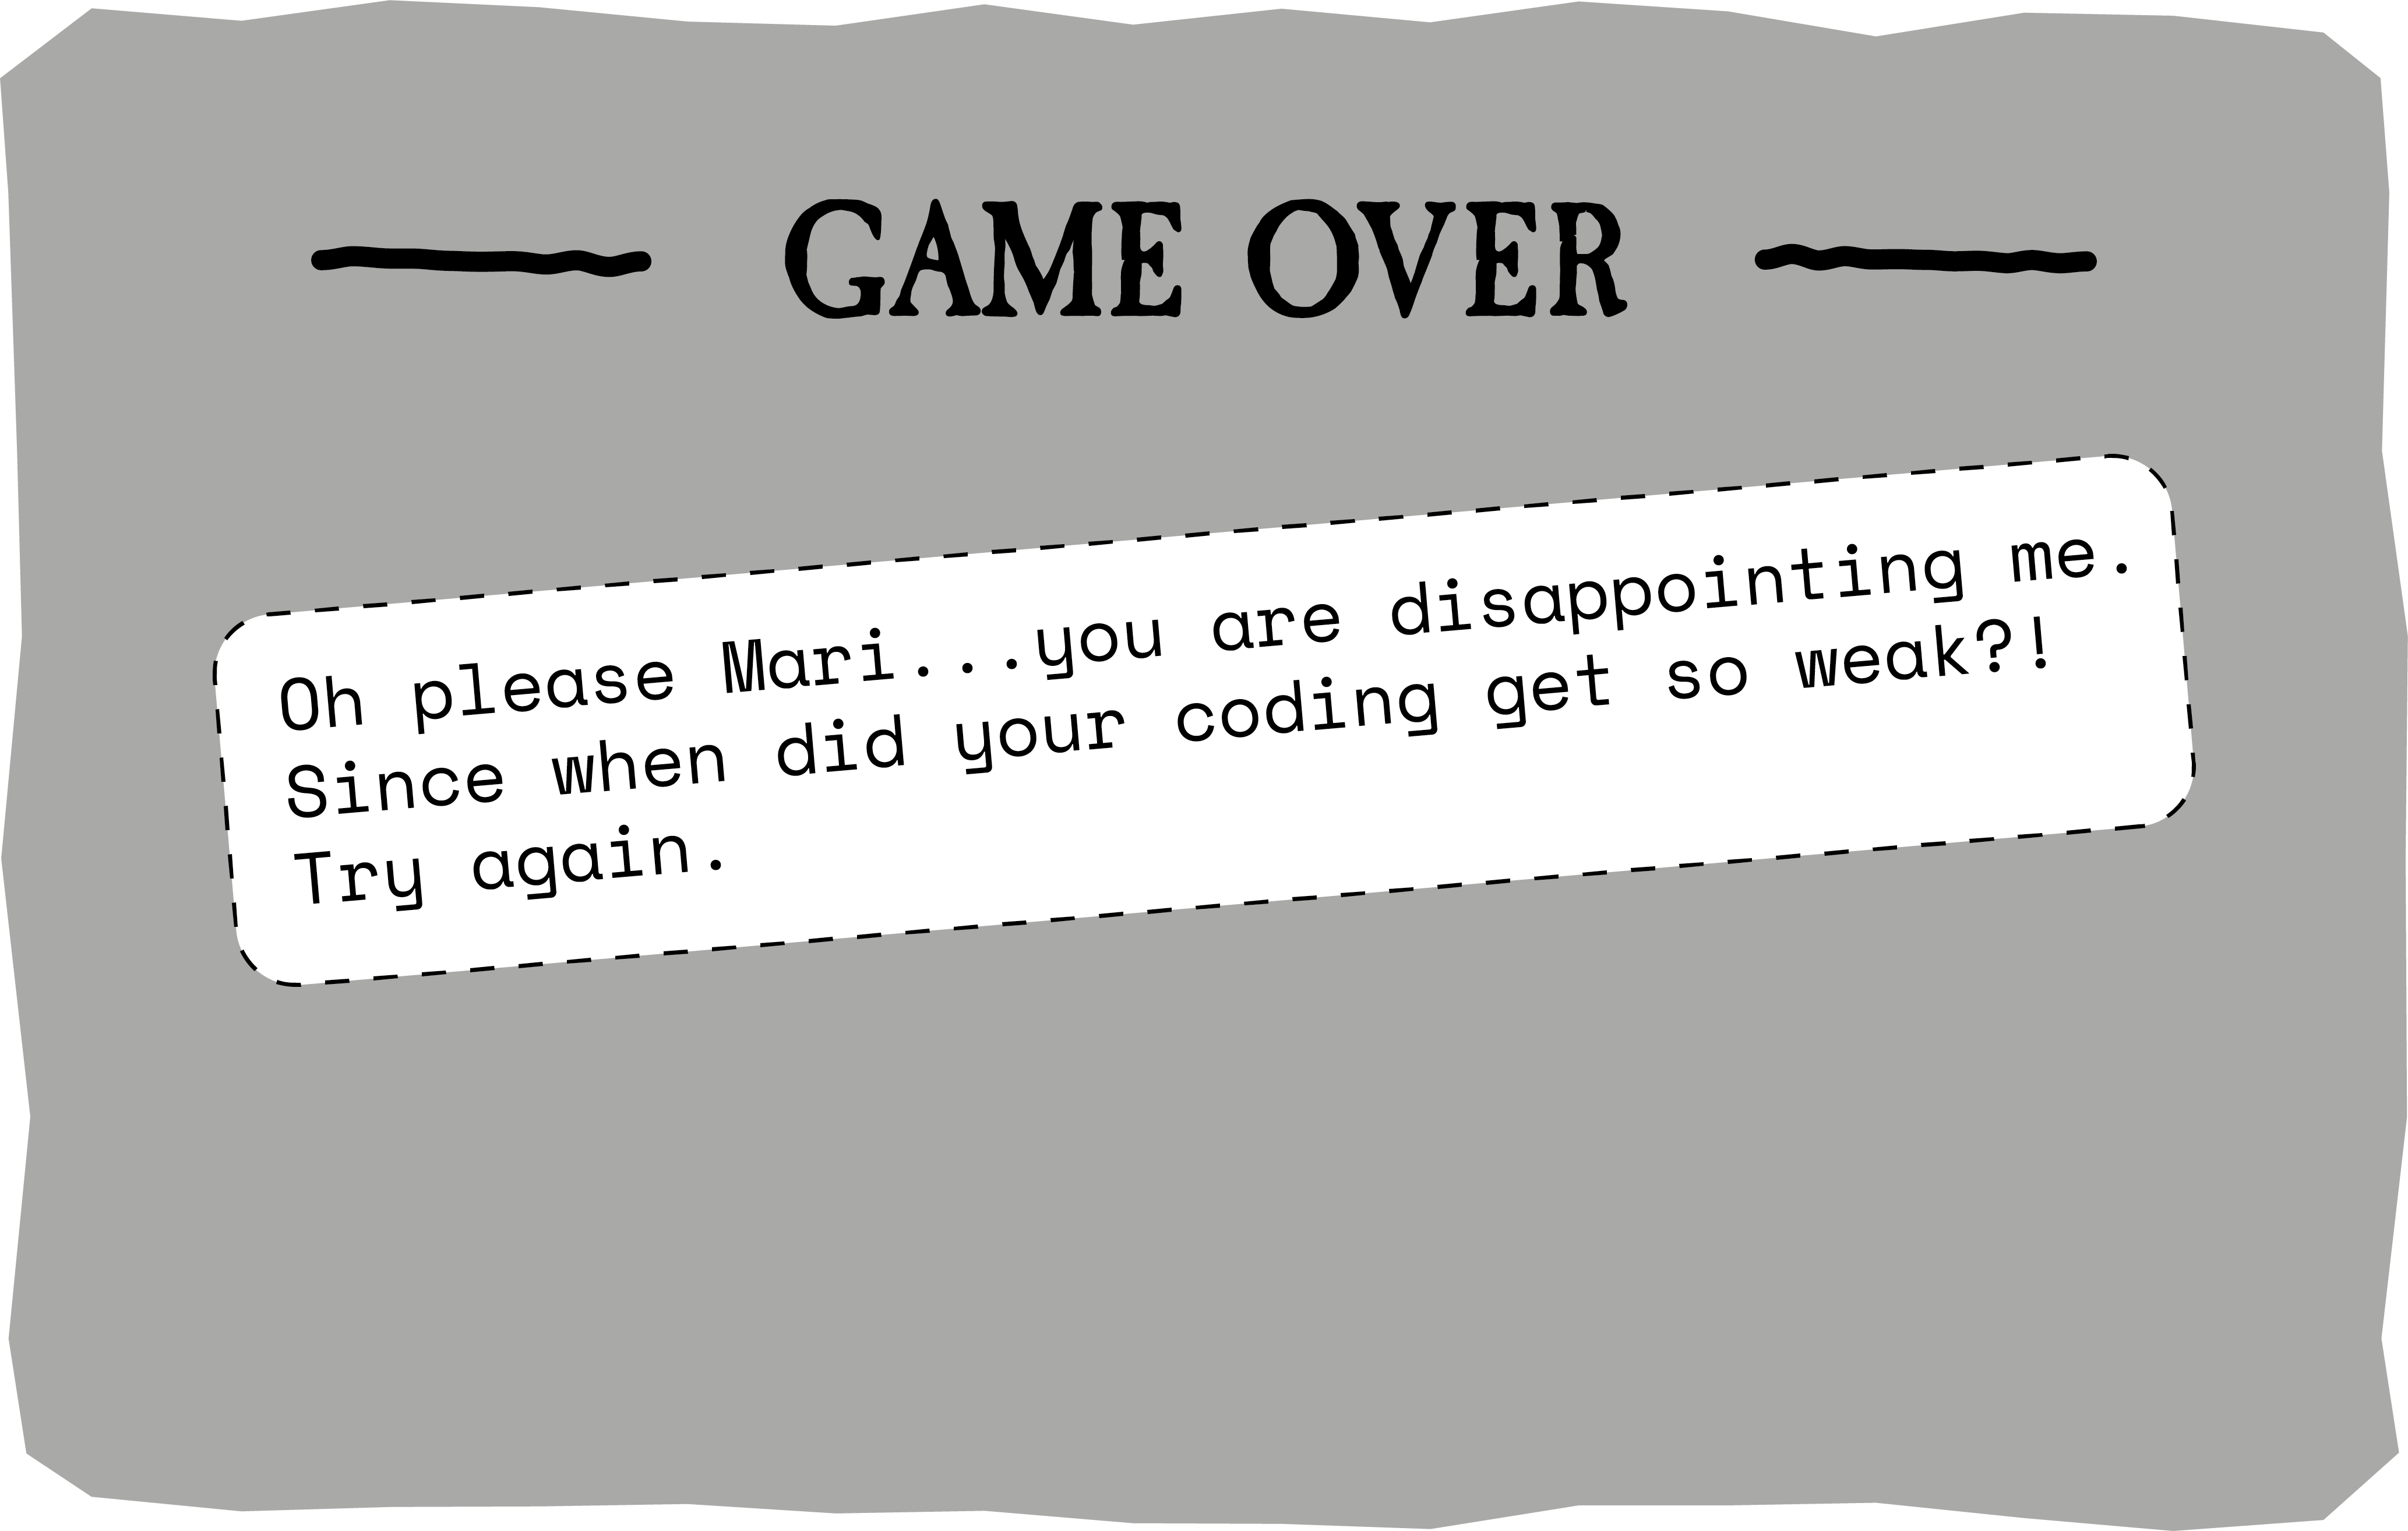 GAME OVER
Oh please Mari...you are disappointing me.
Since when did your coding get so weak?!
Try again.